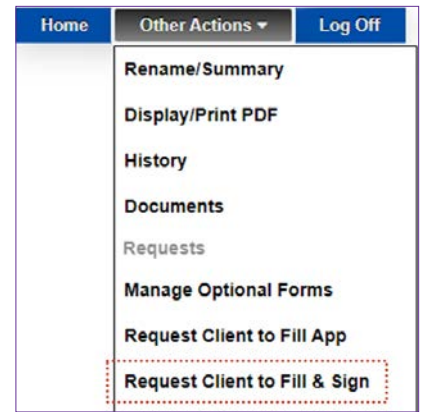 Home Other Actions ▾ Log Off
Rename/Summary
Display/Print PDF
History
Documents
Requests
Manage Optional Forms
Request Client to Fill App
Request Client to Fill & Sign